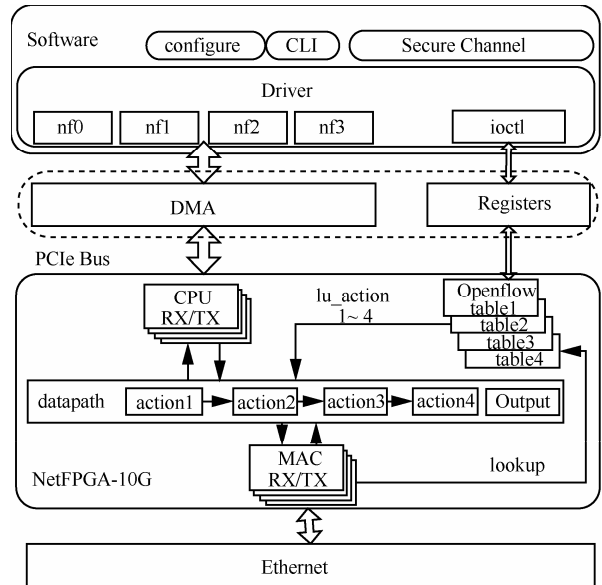 Software
configure
CLI
Secure Channel
Driver
nf0
nf1
nf2
nf3
ioctl
DMA
Registers
PCIe Bus
CPU
RX/TX
lu_action
1~ 4
Openflow
table1
table2
table3
table4
datapath
action1
action2
action3
action4
Output
MAC
RX/TX
lookup
NetFPGA-10G
Ethernet